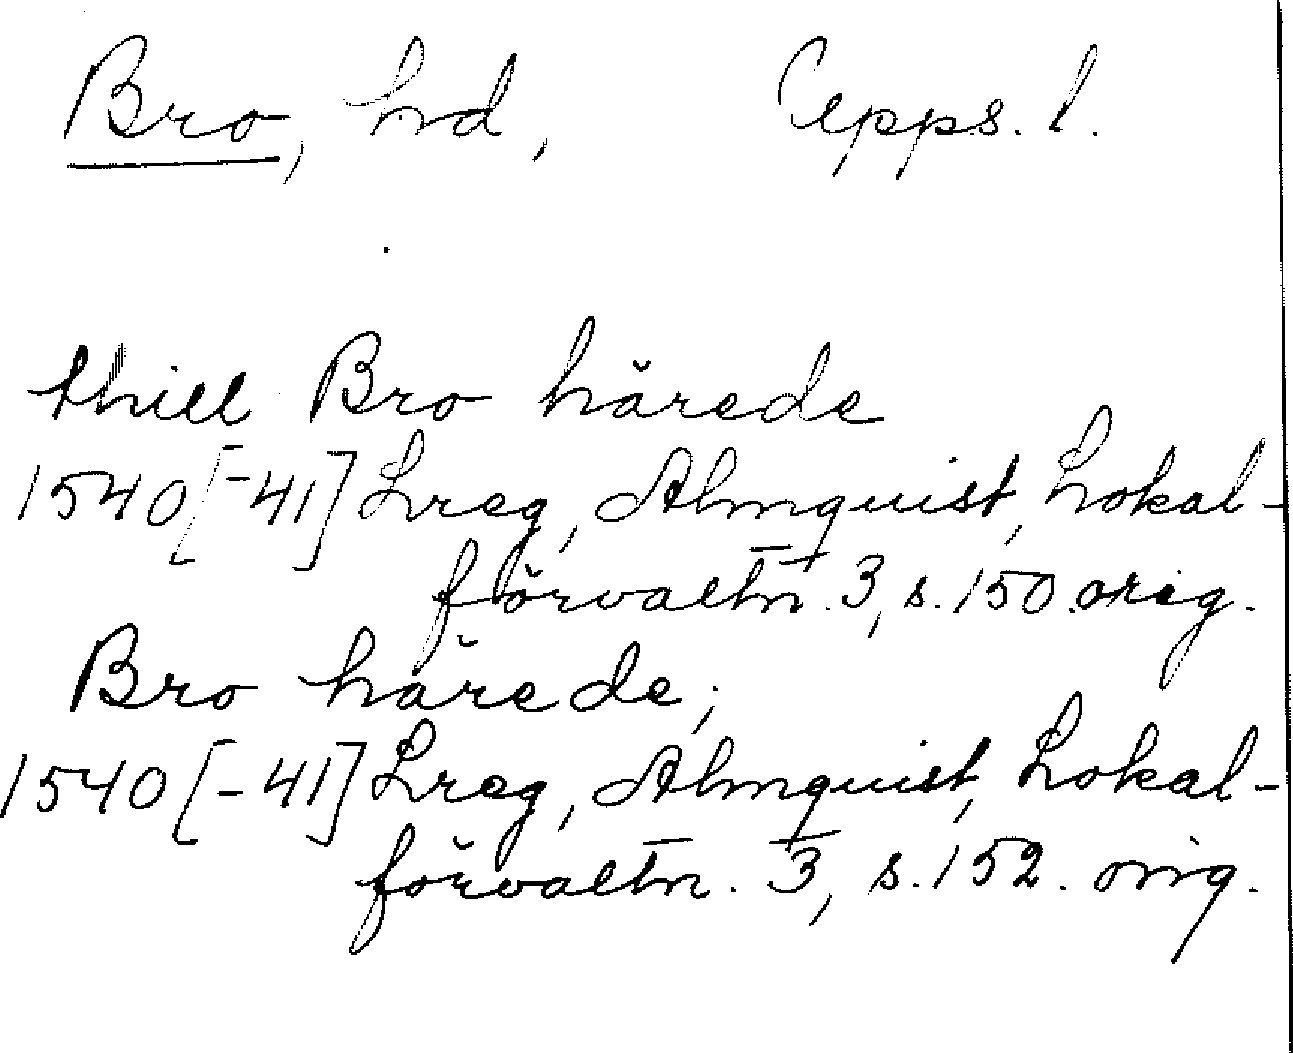 Bro, hrd, Upps. l.
thill Bro härede
1540[-41] Lreg, Almquist, Lokal-
förvaltn. 3, s. 150 orig.
Bro härede,
1540[-41] Lreg, Almquist, Lokal-
förvaltn. 3, s. 152. orig.